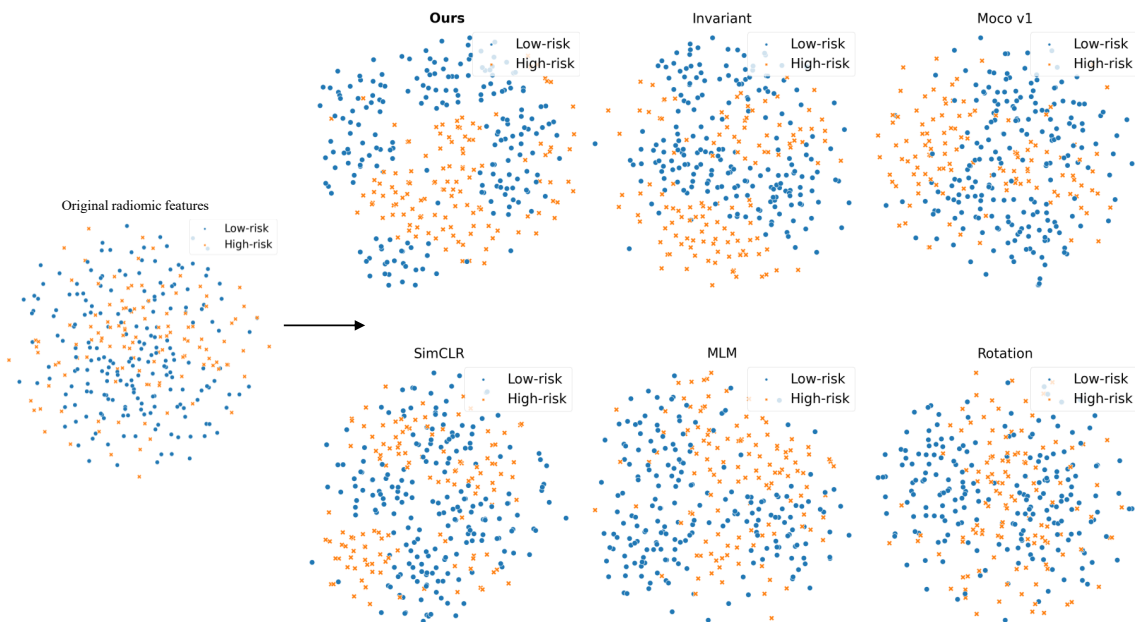 Ours
Low-risk
High-risk
Invariant
Low-risk
High-risk
Moco v1
Low-risk
High-risk
Original radiomic features
Low-risk
High-risk
SimCLR
Low-risk
High-risk
MLM
Low-risk
High-risk
Rotation
Low-risk
High-risk